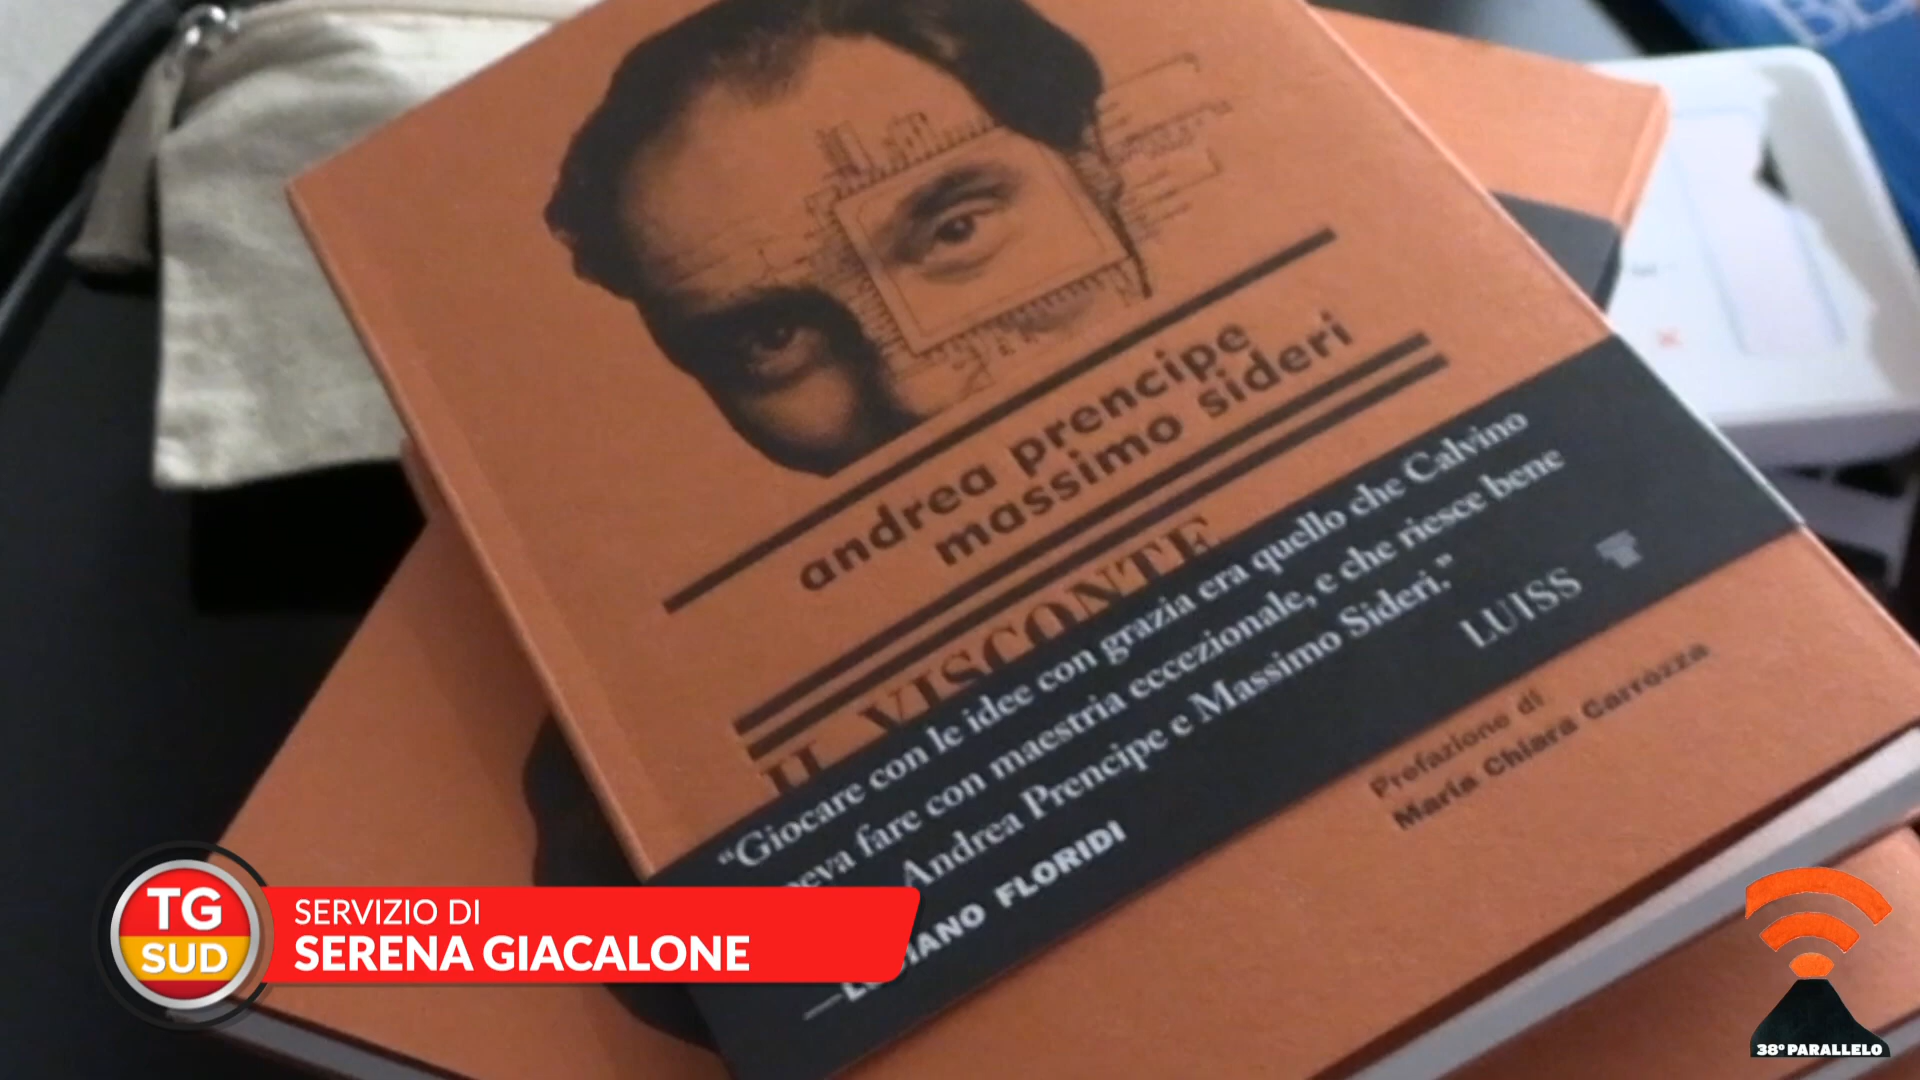 andrea prencipe
massimo sideri
IL VISCONTE
“Giocare con le idee con grazia era quello che Calvino
fare con maestria eccezionale, e che riesce bene
Andrea Prencipe e Massimo Sideri.”
FLORIDI
LUISS
Prefazione di
Maria Chiara Carrozza
TG
SUD
SERVIZIO DI
SERENA GIACALONE
38° PARALLELO